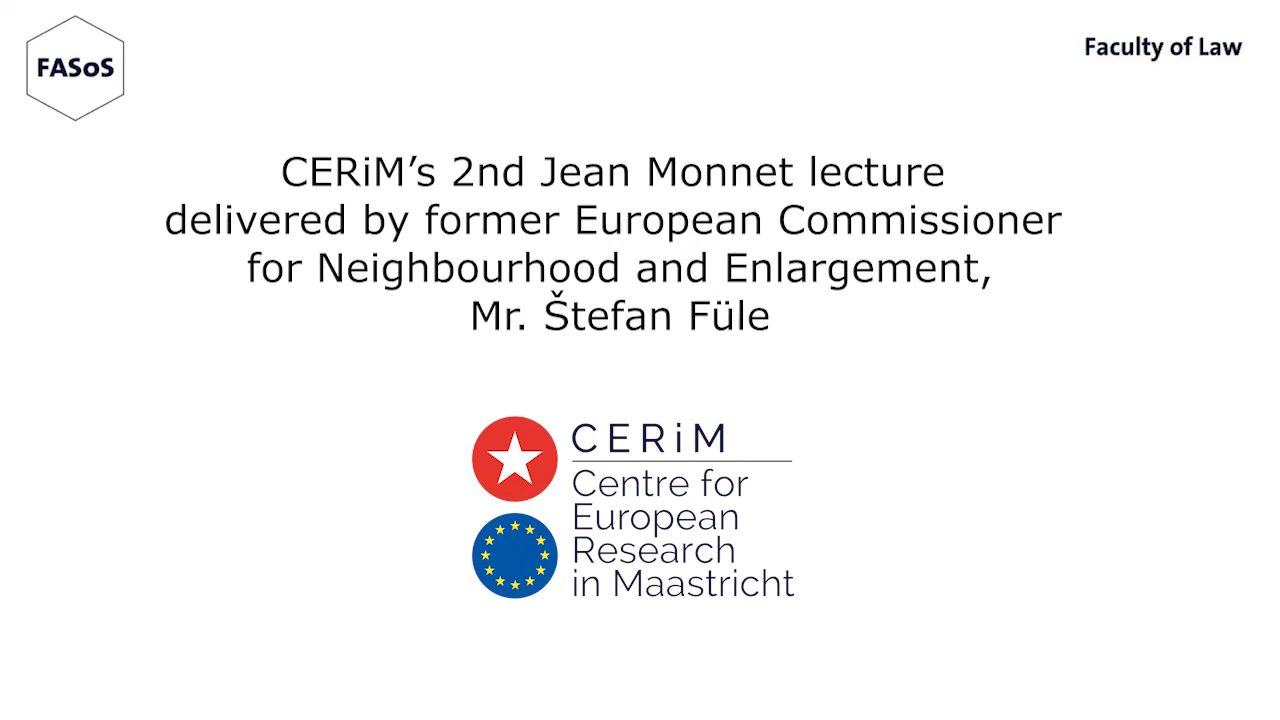 FASoS
Faculty of Law
CERiM’s 2nd Jean Monnet lecture
delivered by former European Commissioner
for Neighbourhood and Enlargement,
Mr. Štefan Füle
CERiM
Centre for
European
Research
in Maastricht